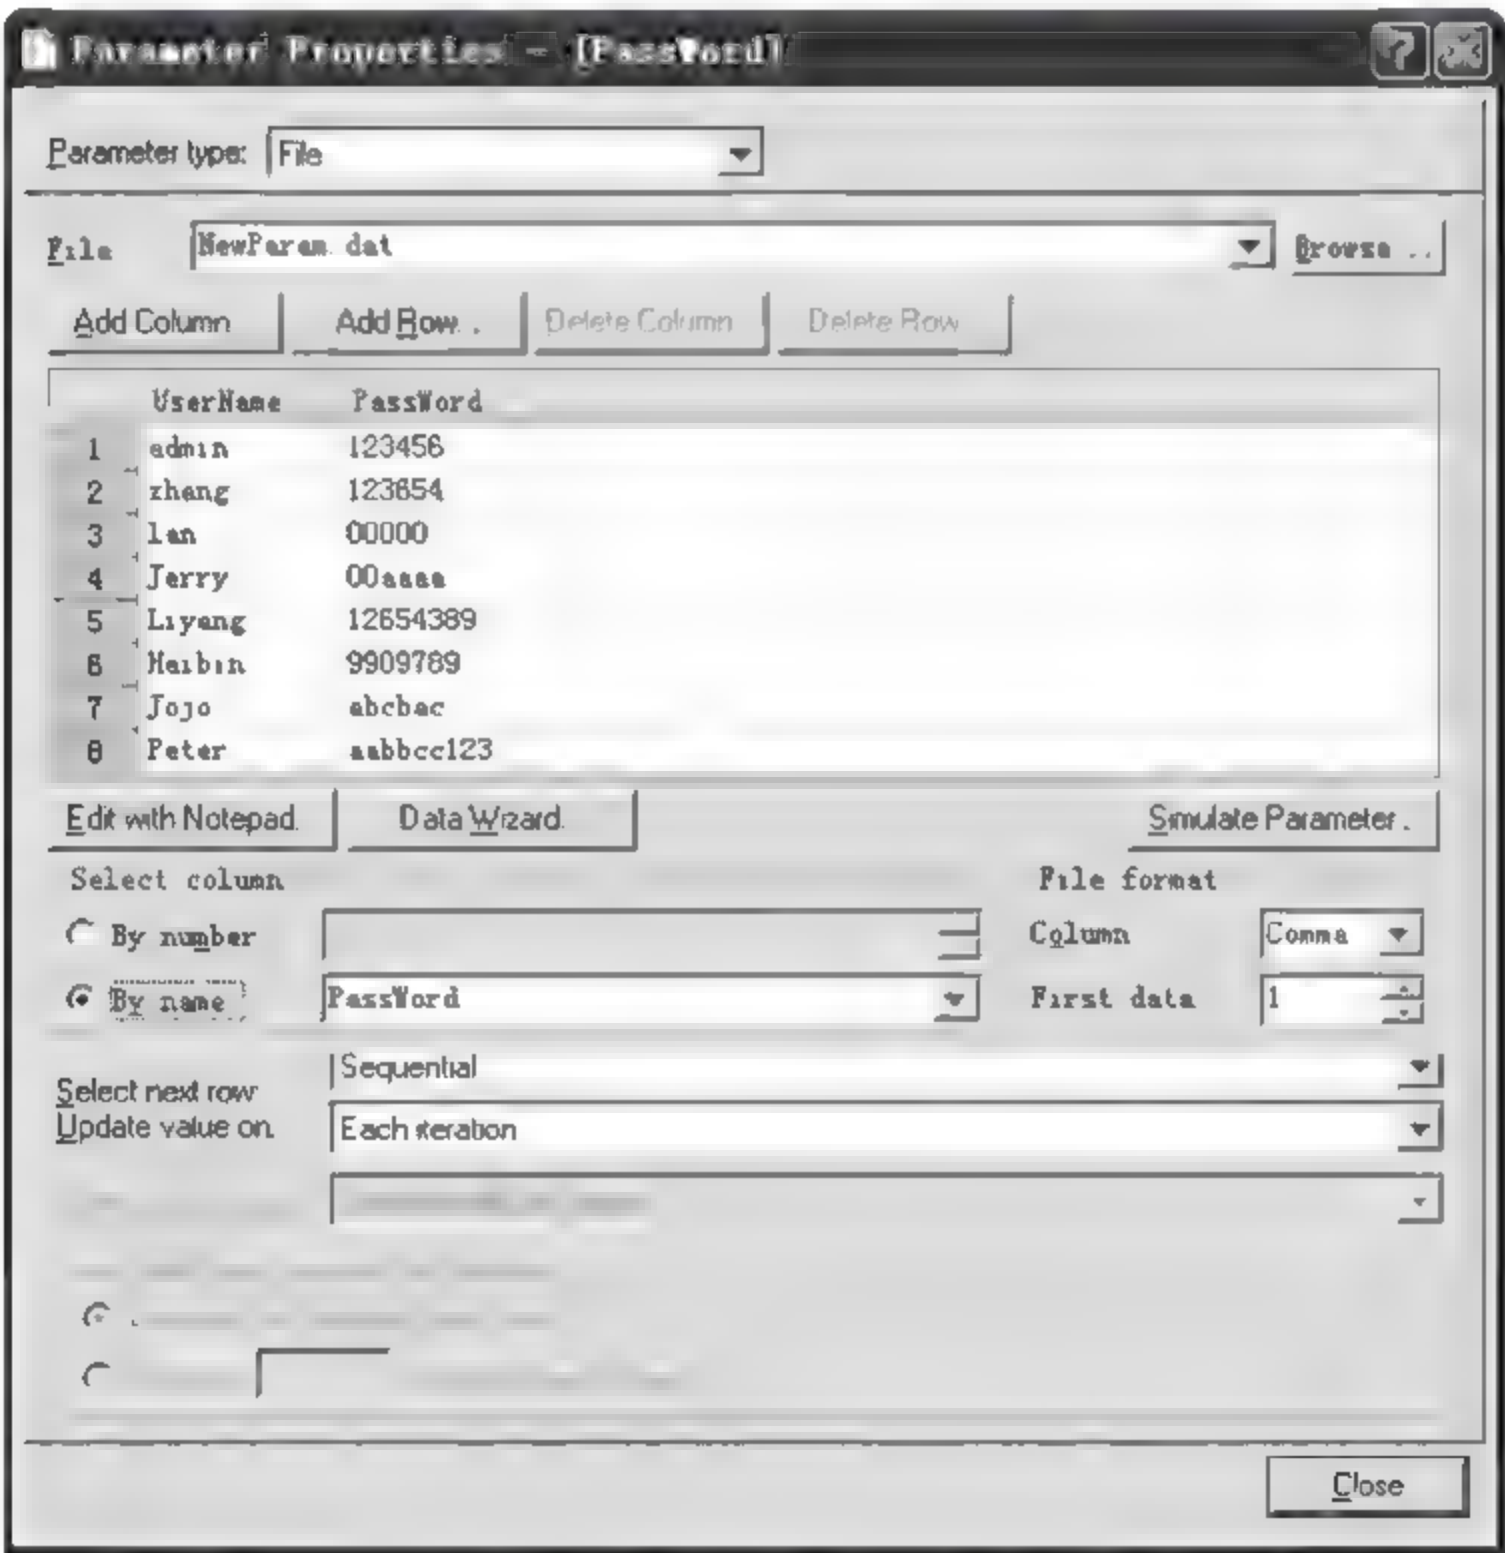 Parameter Properties - [PassWord]
Parameter type: File
File NewParam.dat Browse ..
Add Column Add Row. . Delete Column Delete Row
UserName PassWord
1 admin 123456
2 zhang 123654
3 lan 00000
4 Jerry 00aaaa
5 Liyang 12654389
6 Haibin 9909789
7 Jojo abcbac
8 Peter aabbcc123
Edit with Notepad. Data Wizard. Simulate Parameter .
Select column File format
By number Column Comma
By name PassWord First data 1
Select next row Sequential
Update value on. Each iteration
Close